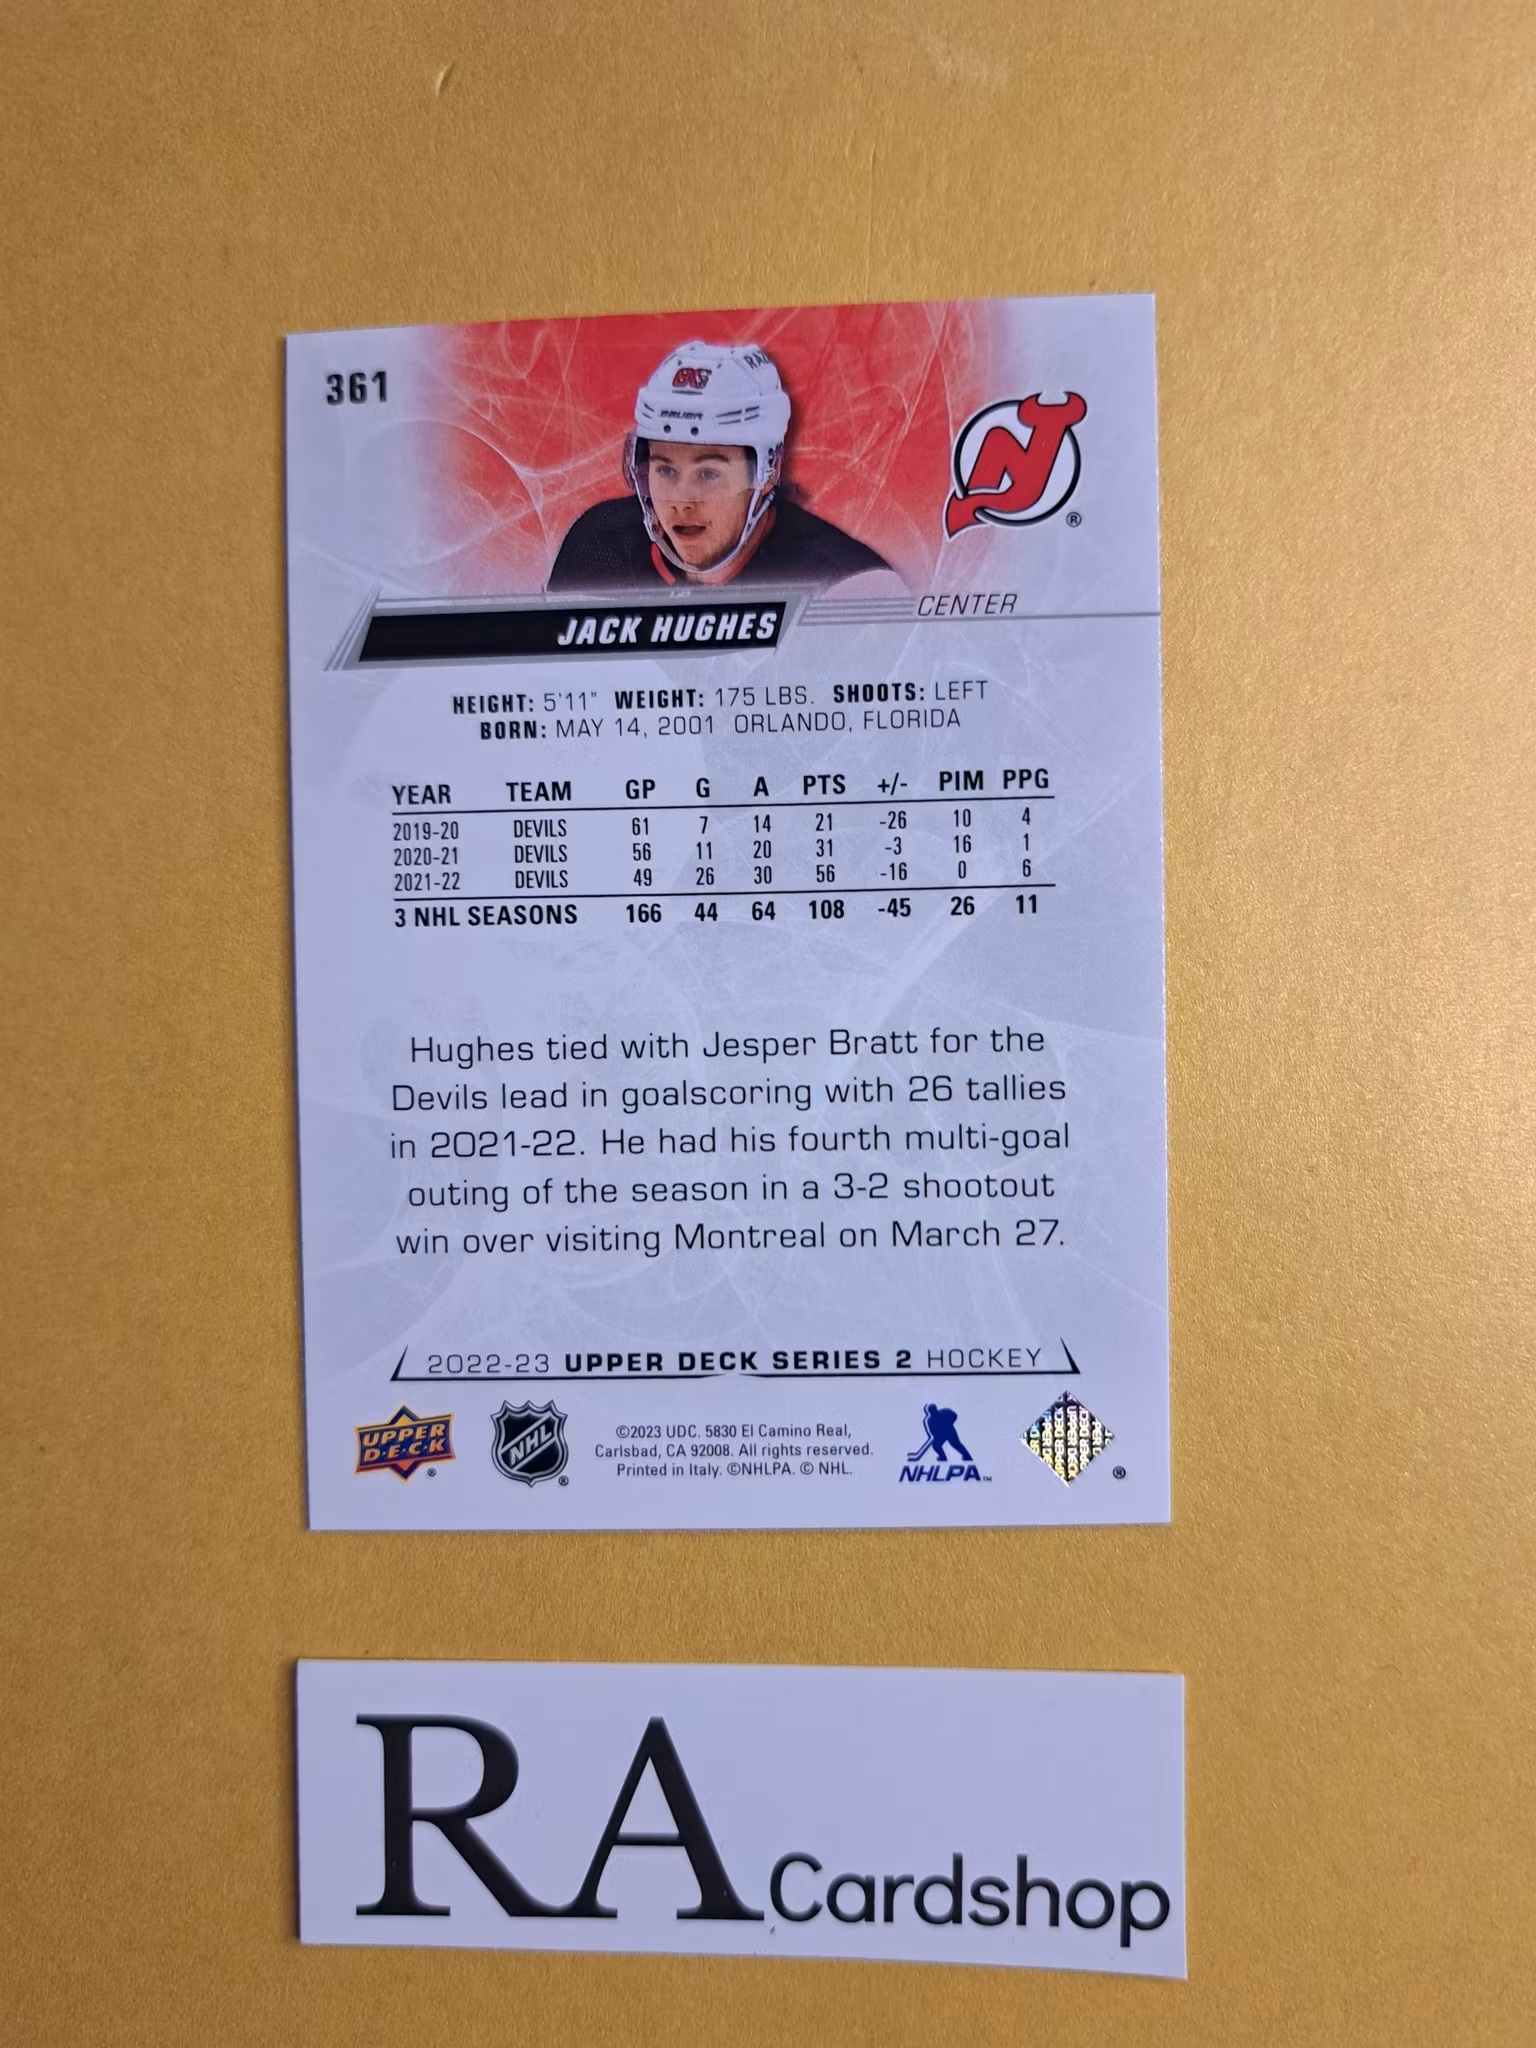 361
RAZ
86
BAUER
NJ
®
CENTER
JACK HUGHES
HEIGHT: 5'11" WEIGHT: 175 LBS. SHOOTS: LEFT
BORN: MAY 14, 2001 ORLANDO, FLORIDA
YEAR TEAM GP G A PTS +/- PIM PPG
2019-20 DEVILS 61 7 14 21 -26 10 4
2020-21 DEVILS 56 11 20 31 -3 16 1
2021-22 DEVILS 49 26 30 56 -16 0 6
3 NHL SEASONS 166 44 64 108 -45 26 11
Hughes tied with Jesper Bratt for the
Devils lead in goalscoring with 26 tallies
in 2021-22. He had his fourth multi-goal
outing of the season in a 3-2 shootout
win over visiting Montreal on March 27.
2022-23 UPPER DECK SERIES 2 HOCKEY
UPPER
D·E·C·K
®
NHL
®
©2023 UDC. 5830 El Camino Real,
Carlsbad, CA 92008. All rights reserved.
Printed in Italy. ©NHLPA. © NHL.
NHLPA™
UPPER DECK
®
RA Cardshop